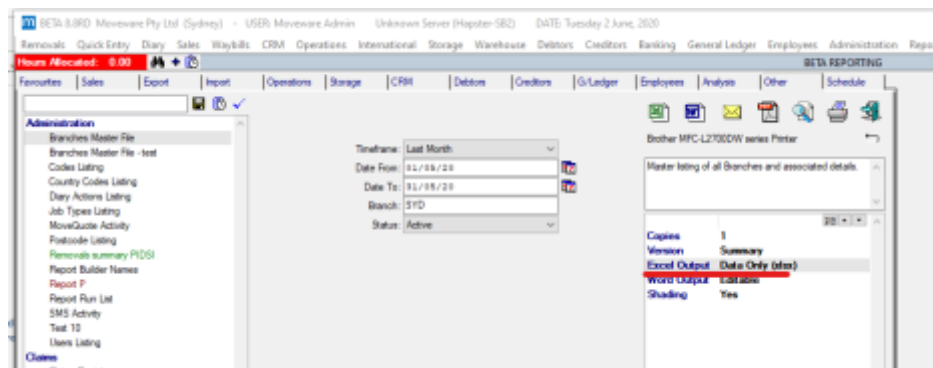 BETA 8.8RD Moveware Pty Ltd (Sydney) - USER: Moveware Admin Unknown Server (Hapster-SB2) DATE: Tuesday 2 June, 2020
Removals Quick Entry Diary Sales Waybills CRM Operations International Storage Warehouse Debtors Creditors Banking General Ledger Employees Administration Repo
Hours Allocated: 0.00 BETA REPORTING
Favourites Sales Export Import Operations Storage CRM Debtors Creditors G/Ledger Employees Analysis Other Schedule
Administration
Branches Master File
Branches Master File - test
Codes Listing
Country Codes Listing
Diary Actions Listing
Job Types Listing
MoveQuote Activity
Postcode Listing
Removals summary PIDSI
Report Builder Names
Report P
Report Run List
SMS Activity
Test 10
Users Listing
Claims
Timeframe: Last Month
Date From: 01/05/20
Date To: 31/05/20
Branch: SYD
Status: Active
Brother MFC-L2700DW series Printer
Master listing of all Branches and associated details.
Copies 1
Version Summary
Excel Output Data Only (xlsx)
Word Output Editable
Shading Yes